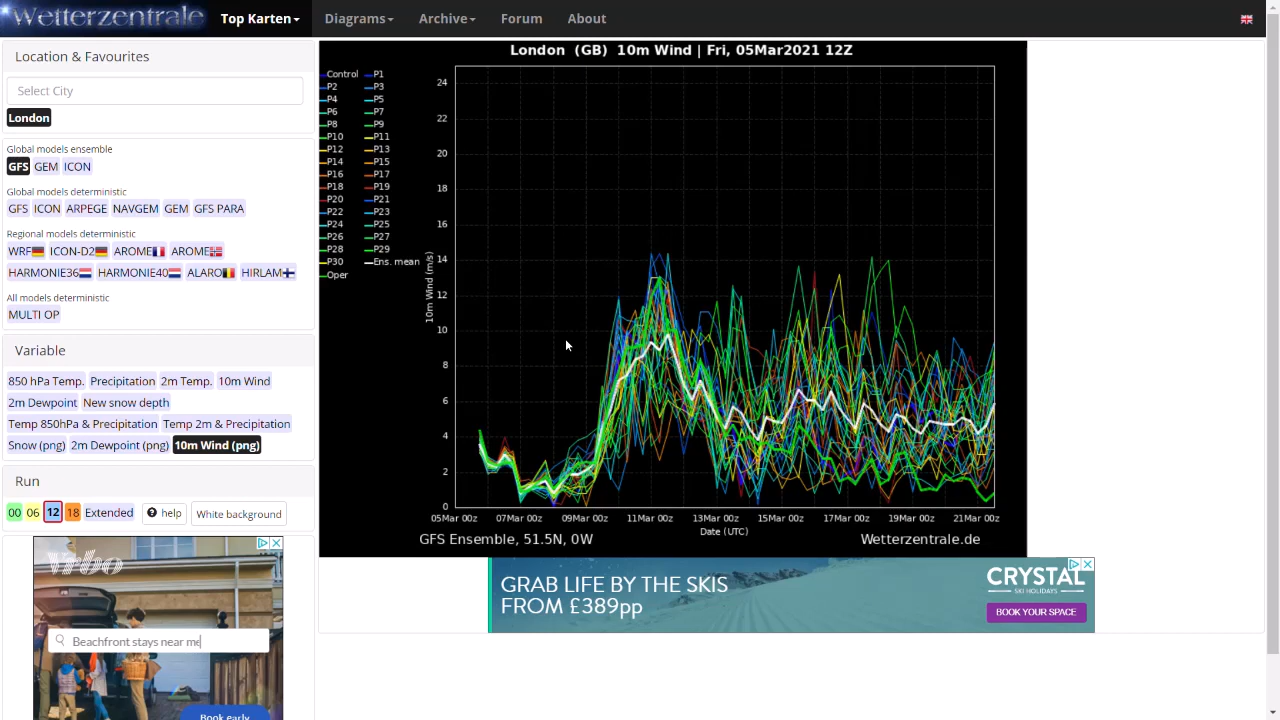 Wetterzentrale
Top Karten
Diagrams
Archive
Forum
About
Location & Favourites
Select City
London
Global models ensemble
GFS GEM ICON
Global models deterministic
GFS ICON ARPEGE NAVGEM GEM GFS PARA
Regional models deterministic
WRF ICON-D2 AROME AROME
HARMONIE36 HARMONIE40 ALARO HIRLAM
All models deterministic
MULTI OP
Variable
850 hPa Temp. Precipitation 2m Temp. 10m Wind
2m Dewpoint New snow depth
Temp 850hPa & Precipitation Temp 2m & Precipitation
Snow (png) 2m Dewpoint (png) 10m Wind (png)
Run
00 06 12 18 Extended help White background
Vrbo
Beachfront stays near me
Book early
London (GB) 10m Wind | Fri, 05Mar2021 12Z
Control P1
P2 P3
P4 P5
P6 P7
P8 P9
P10 P11
P12 P13
P14 P15
P16 P17
P18 P19
P20 P21
P22 P23
P24 P25
P26 P27
P28 P29
P30 Ens. mean
Oper
10m Wind (m/s)
24
22
20
18
16
14
12
10
8
6
4
2
0
05Mar 00z 07Mar 00z 09Mar 00z 11Mar 00z 13Mar 00z 15Mar 00z 17Mar 00z 19Mar 00z 21Mar 00z
Date (UTC)
GFS Ensemble, 51.5N, 0W
Wetterzentrale.de
GRAB LIFE BY THE SKIS
FROM £389pp
CRYSTAL
SKI HOLIDAYS
BOOK YOUR SPACE